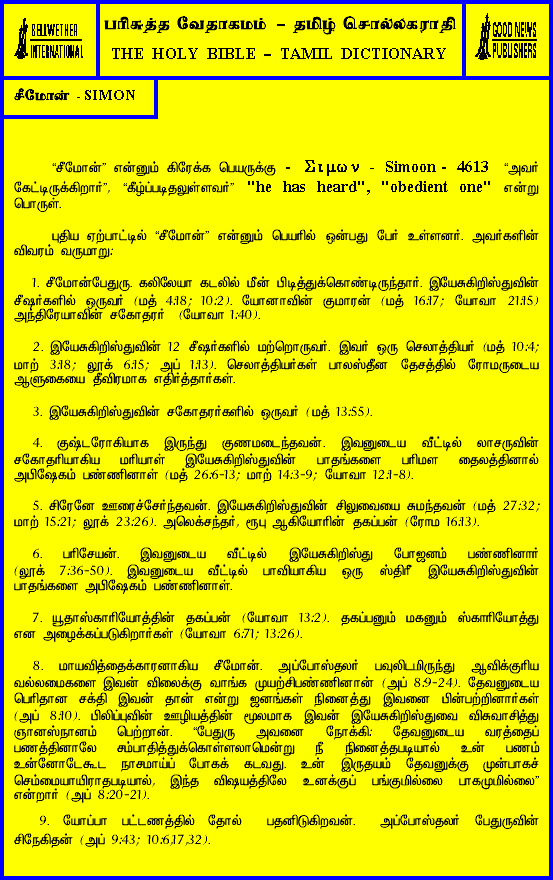 BELLWETHER
INTERNATIONAL
பரிசுத்த வேதாகமம் – தமிழ் சொல்லகராதி
THE HOLY BIBLE – TAMIL DICTIONARY
GOOD NEWS
PUBLISHERS
சீமோன் - SIMON
“சீமோன்” என்னும் கிரேக்க பெயருக்கு - Σιμων - Simoon - 4613 “அவர்
கேட்டிருக்கிறார்”, “கீழ்ப்படிதலுள்ளவர்” "he has heard", "obedient one" என்று
பொருள்.
புதிய ஏற்பாட்டில் “சீமோன்” என்னும் பெயரில் ஒன்பது பேர் உள்ளனர். அவர்களின்
விவரம் வருமாறு:
1. சீமோன்பேதுரு. கலிலேயா கடலில் மீன் பிடித்துக்கொண்டிருந்தார். இயேசுகிறிஸ்துவின்
சீஷர்களில் ஒருவர் (மத் 4:18; 10:2). யோனாவின் குமாரன் (மத் 16:17; யோவா 21:15)
அந்திரேயாவின் சகோதரர் (யோவா 1:40).
2. இயேசுகிறிஸ்துவின் 12 சீஷர்களில் மற்றொருவர். இவர் ஒரு செலாத்தியர் (மத் 10:4;
மாற் 3:18; லூக் 6:15; அப் 1:13). செலாத்தியர்கள் பாலஸ்தீன தேசத்தில் ரோமருடைய
ஆளுகையை தீவிரமாக எதிர்த்தார்கள்.
3. இயேசுகிறிஸ்துவின் சகோதரர்களில் ஒருவர் (மத் 13:55).
4. குஷ்டரோகியாக இருந்து குணமடைந்தவன். இவனுடைய வீட்டில் லாசருவின்
சகோதரியாகிய மரியாள் இயேசுகிறிஸ்துவின் பாதங்களை பரிமள தைலத்தினால்
அபிஷேகம் பண்ணினாள் (மத் 26:6-13; மாற் 14:3-9; யோவா 12:1-8).
5. சிரேனே ஊரைச்சேர்ந்தவன். இயேசுகிறிஸ்துவின் சிலுவையை சுமந்தவன் (மத் 27:32;
மாற் 15:21; லூக் 23:26). அலெக்சந்தர், ரூபு ஆகியோரின் தகப்பன் (ரோம 16:13).
6. பரிசேயன். இவனுடைய வீட்டில் இயேசுகிறிஸ்து போஜனம் பண்ணினார்
(லூக் 7:36-50). இவனுடைய வீட்டில் பாவியாகிய ஒரு ஸ்திரீ இயேசுகிறிஸ்துவின்
பாதங்களை அபிஷேகம் பண்ணினாள்.
7. யூதாஸ்காரியோத்தின் தகப்பன் (யோவா 13:2). தகப்பனும் மகனும் ஸ்காரியோத்து
என அழைக்கப்படுகிறார்கள் (யோவா 6:71; 13:26).
8. மாயவித்தைக்காரனாகிய சீமோன். அப்போஸ்தலர் பவுலிடமிருந்து ஆவிக்குரிய
வல்லமைகளை இவன் விலைக்கு வாங்க முயற்சிபண்ணினான் (அப் 8:9-24). தேவனுடைய
பெரிதான சக்தி இவன் தான் என்று ஜனங்கள் நினைத்து இவனை பின்பற்றினார்கள்
(அப் 8:10). பிலிப்புவின் ஊழியத்தின் மூலமாக இவன் இயேசுகிறிஸ்துவை விசுவாசித்து
ஞானஸ்நானம் பெற்றான். “பேதுரு அவனை நோக்கி: தேவனுடைய வரத்தைப்
பணத்தினாலே சம்பாதித்துக்கொள்ளலாமென்று நீ நினைத்தபடியால் உன் பணம்
உன்னோடேகூட நாசமாய்ப் போகக் கடவது. உன் இருதயம் தேவனுக்கு முன்பாகச்
செம்மையாயிராதபடியால், இந்த விஷயத்திலே உனக்குப் பங்குமில்லை பாகமுமில்லை”
என்றார் (அப் 8:20-21).
9. யோப்பா பட்டணத்தில் தோல் பதனிடுகிறவன். அப்போஸ்தலர் பேதுருவின்
சிநேகிதன் (அப் 9:43; 10:6,17,32).